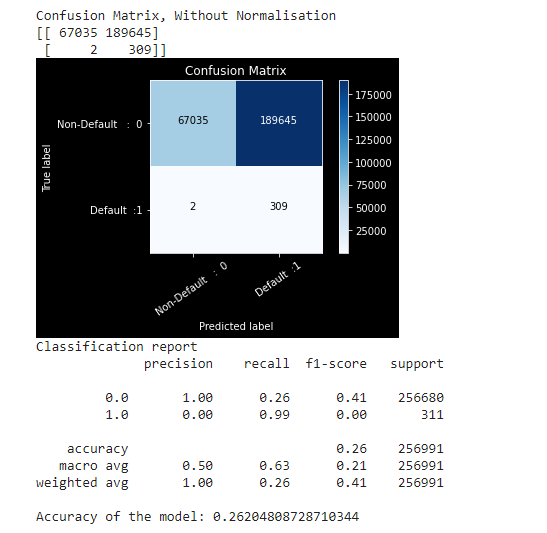 Confusion Matrix, Without Normalisation
[[ 67035 189645]
[ 2 309]]
Confusion Matrix
Non-Default : 0
Default :1
True label
67035 189645
2 309
175000
150000
125000
100000
75000
50000
25000
Non-Default : 0
Default :1
Predicted label
Classification report
precision recall f1-score support
0.0 1.00 0.26 0.41 256680
1.0 0.00 0.99 0.00 311
accuracy 0.26 256991
macro avg 0.50 0.63 0.21 256991
weighted avg 1.00 0.26 0.41 256991
Accuracy of the model: 0.26204808728710344